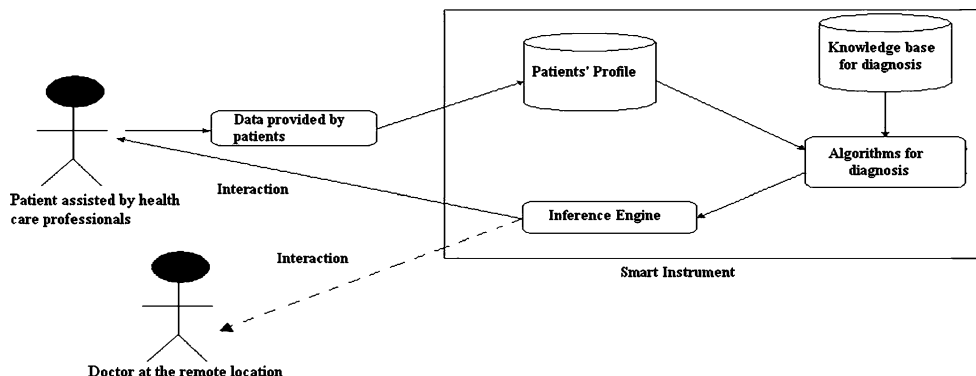 Knowledge base
for diagnosis
Patients' Profile
Data provided by
patients
Algorithms for
diagnosis
Patient assisted by health
care professionals
Interaction
Inference Engine
Interaction
Smart Instrument
Doctor at the remote location